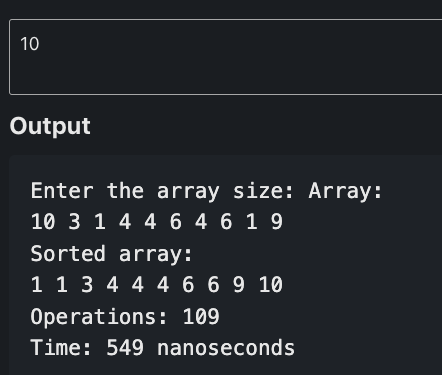 10
Output
Enter the array size: Array:
10 3 1 4 4 6 4 6 1 9
Sorted array:
1 1 3 4 4 4 6 6 9 10
Operations: 109
Time: 549 nanoseconds